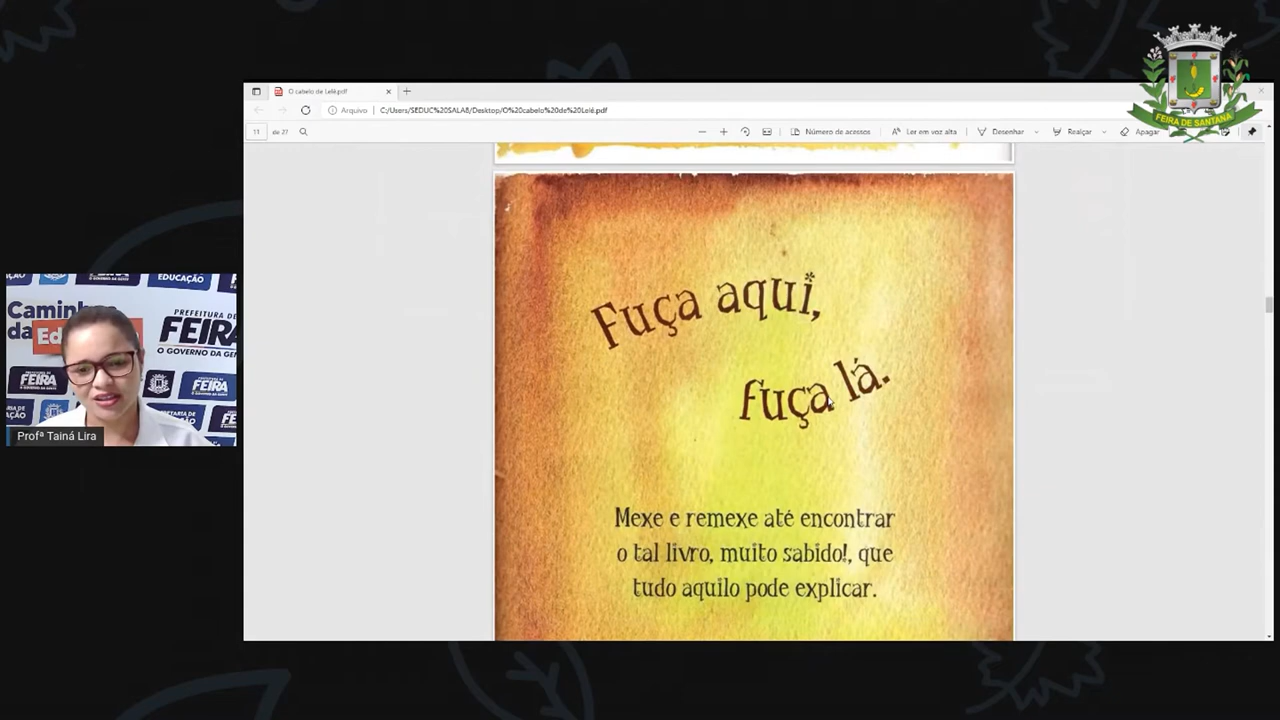 FEIRA DE SANTANA
O cabelo de Lelê.pdf
Arquivo
C:/Users/SEDUC%20SALA8/Desktop/O%20cabelo%20de%20Lelê.pdf
11 de 27
Número de acessos
Ler em voz alta
Desenhar
Realçar
Apagar
Fuça aqui,
fuça lá.
Mexe e remexe até encontrar
o tal livro, muito sabido!, que
tudo aquilo pode explicar.
EDUCAÇÃO
PREFEITURA DE
FEIRA
O GOVERNO DA GEN
FEIRA
FEIRA
Profª Tainá Lira